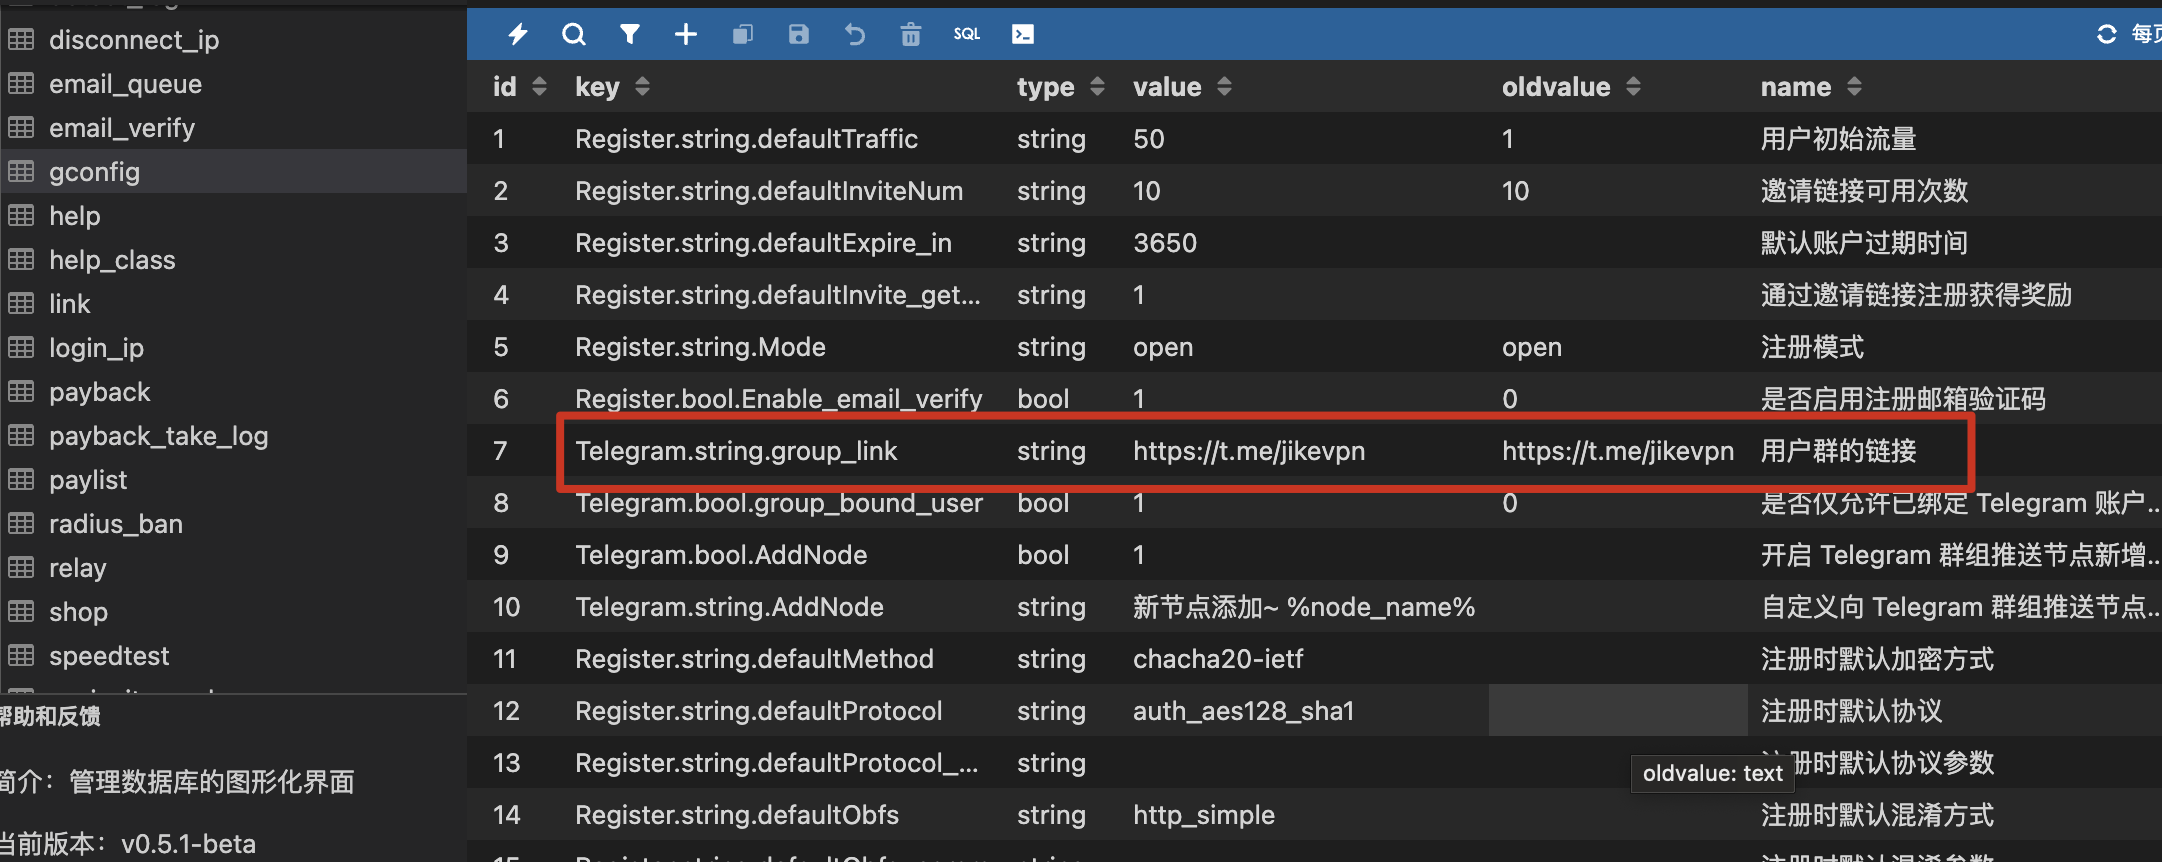 disconnect_ip
email_queue
email_verify
gconfig
help
help_class
link
login_ip
payback
payback_take_log
paylist
radius_ban
relay
shop
speedtest
帮助和反馈
简介：管理数据库的图形化界面
当前版本：v0.5.1-beta
SQL 每页
id key type value oldvalue name
1 Register.string.defaultTraffic string 50 1 用户初始流量
2 Register.string.defaultInviteNum string 10 10 邀请链接可用次数
3 Register.string.defaultExpire_in string 3650 默认账户过期时间
4 Register.string.defaultInvite_get... string 1 通过邀请链接注册获得奖励
5 Register.string.Mode string open open 注册模式
6 Register.bool.Enable_email_verify bool 1 0 是否启用注册邮箱验证码
7 Telegram.string.group_link string https://t.me/jikevpn https://t.me/jikevpn 用户群的链接
8 Telegram.bool.group_bound_user bool 1 0 是否仅允许已绑定 Telegram 账户...
9 Telegram.bool.AddNode bool 1 开启 Telegram 群组推送节点新增...
10 Telegram.string.AddNode string 新节点添加~ %node_name% 自定义向 Telegram 群组推送节点...
11 Register.string.defaultMethod string chacha20-ietf 注册时默认加密方式
12 Register.string.defaultProtocol string auth_aes128_sha1 注册时默认协议
13 Register.string.defaultProtocol_... string 注册时默认协议参数
oldvalue: text
14 Register.string.defaultObfs string http_simple 注册时默认混淆方式